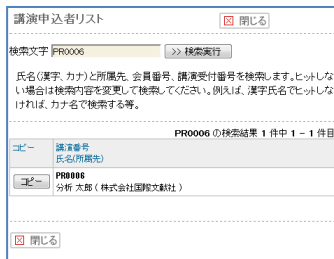 講演申込者リスト
閉じる
検索文字 PR0006 >> 検索実行
氏名(漢字、カナ)と所属先、会員番号、講演受付番号を検索します。ヒットしな
い場合は検索内容を変更して検索してください。例えば、漢字氏名でヒットしな
ければ、カナ名で検索する等。
PR0006 の検索結果 1 件中 1 - 1 件目
コピー 講演番号
氏名(所属先)
コピー PR0006
分析 太郎 ( 株式会社国際文献社 )
閉じる